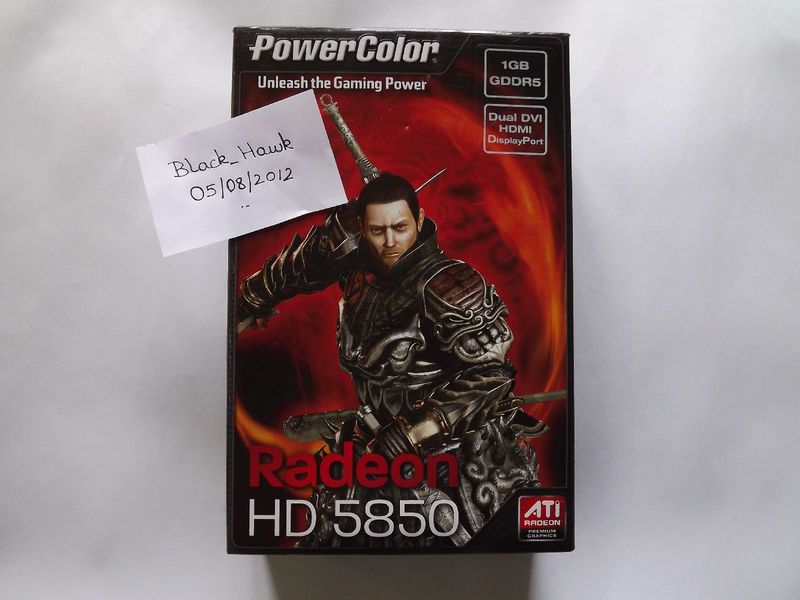 PowerColor
Unleash the Gaming Power
1GB
GDDR5
Dual DVI
HDMI
DisplayPort
Black_Hawk
05/08/2012
Radeon
HD 5850
ATI
RADEON
PREMIUM
GRAPHICS